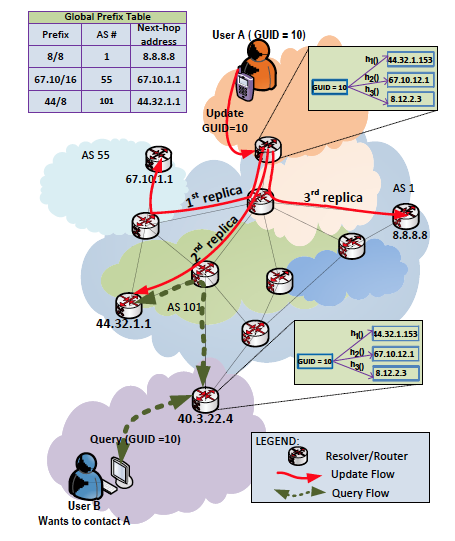 Global Prefix Table
Prefix AS # Next-hop address
8/8 1 8.8.8.8
67.10/16 55 67.10.1.1
44/8 101 44.32.1.1
User A ( GUID = 10)
GUID = 10
h1() 44.32.1.153
h2() 67.10.12.1
h3() 8.12.2.3
Update
GUID=10
AS 55
67.10.1.1
1st replica
2nd replica
3rd replica
AS 1
8.8.8.8
AS 101
44.32.1.1
GUID = 10
h1() 44.32.1.153
h2() 67.10.12.1
h3() 8.12.2.3
40.3.22.4
Query (GUID =10)
User B
Wants to contact A
LEGEND:
Resolver/Router
Update Flow
Query Flow